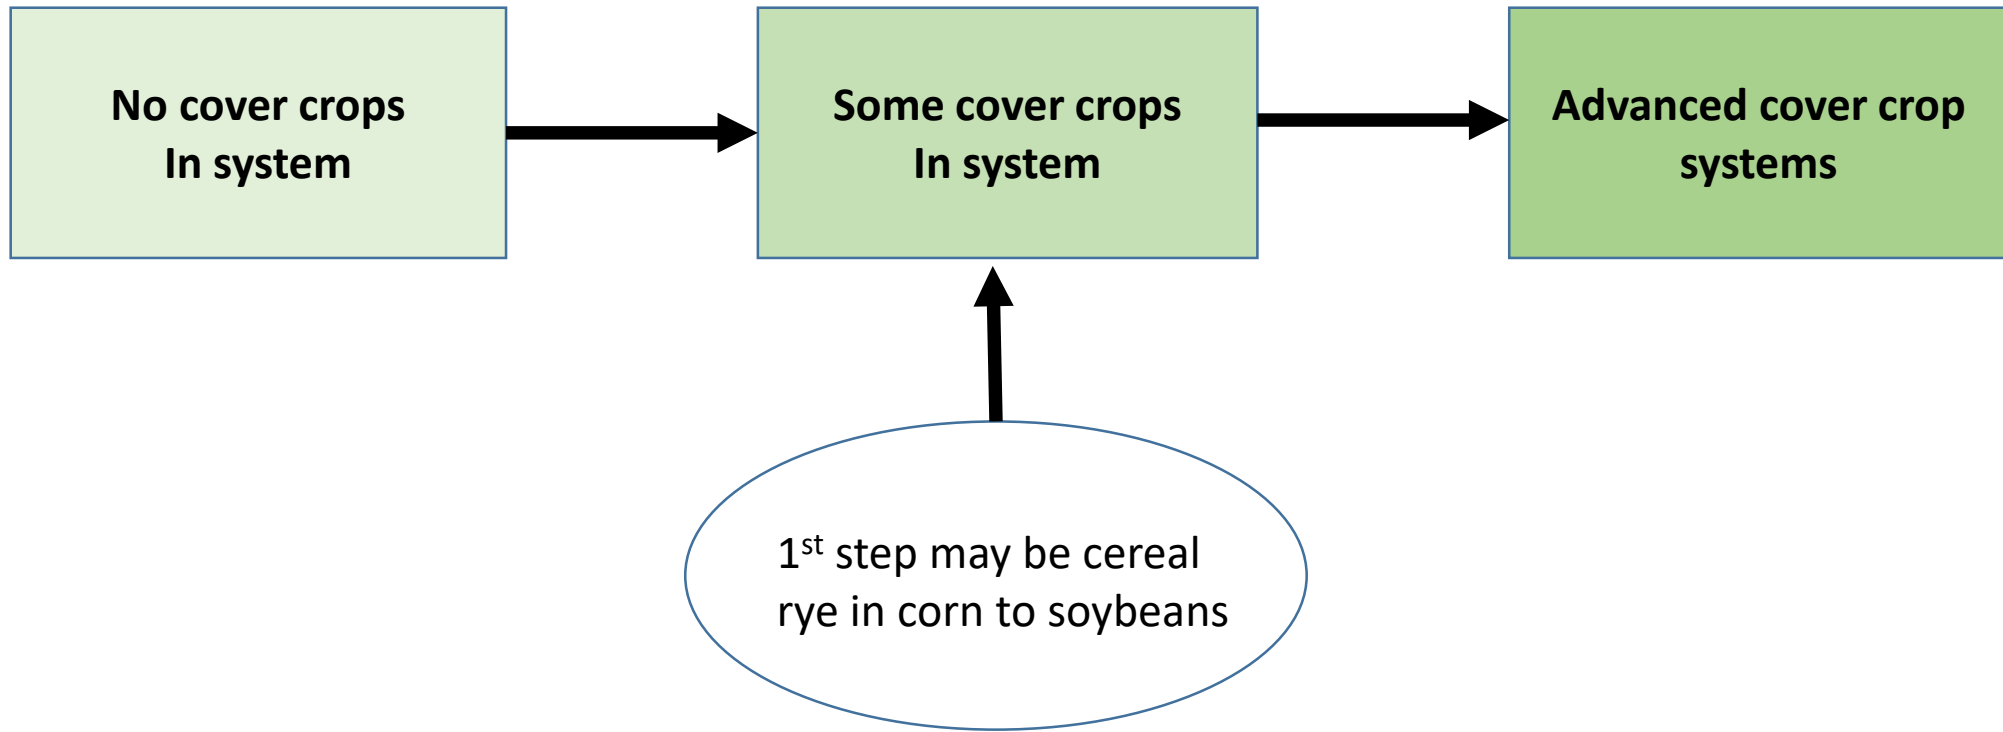 No cover crops
In system
Some cover crops
In system
Advanced cover crop
systems
1st step may be cereal
rye in corn to soybeans